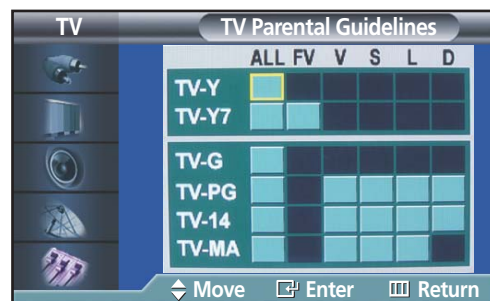 TV TV Parental Guidelines
ALL FV V S L D
TV-Y
TV-Y7
TV-G
TV-PG
TV-14
TV-MA
Move Enter Return